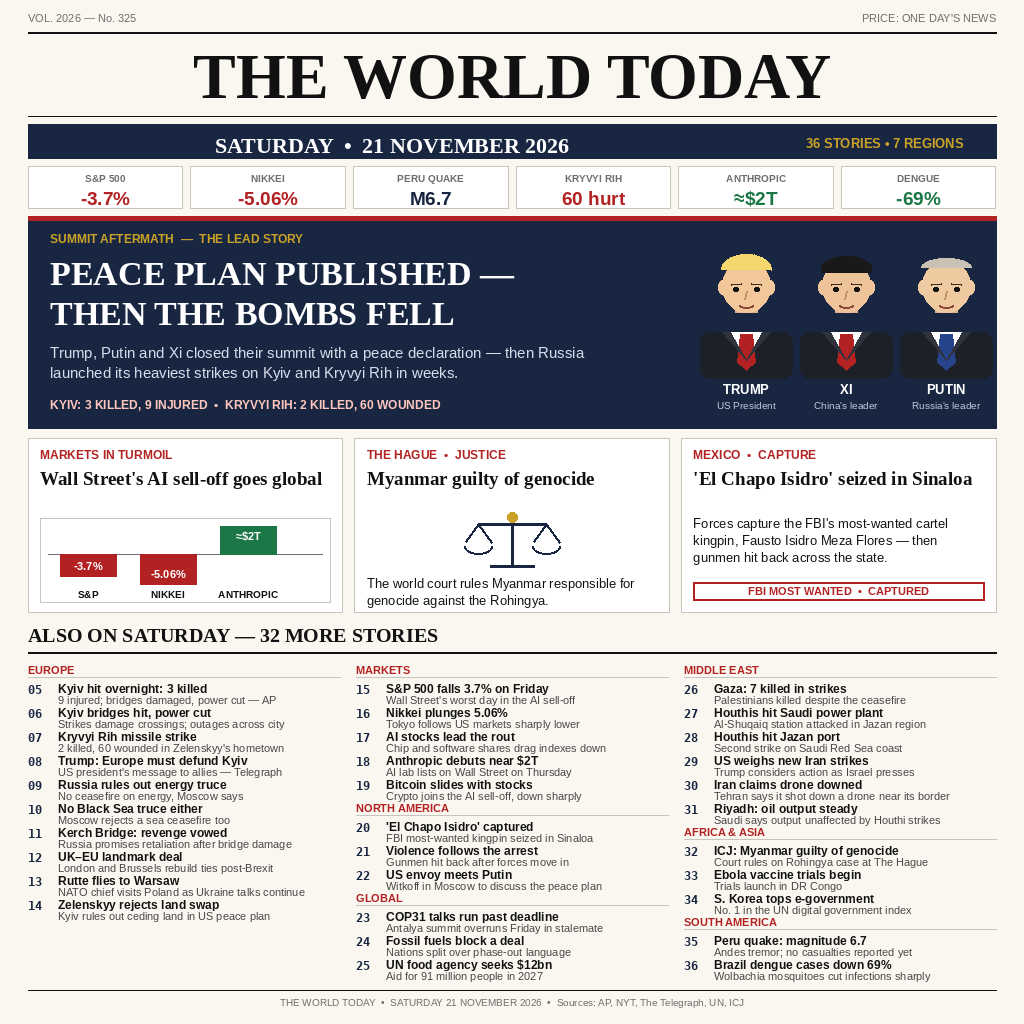 VOL. 2026 — No. 325
PRICE: ONE DAY'S NEWS
THE WORLD TODAY
SATURDAY • 21 NOVEMBER 2026
36 STORIES • 7 REGIONS
S&P 500
-3.7%
NIKKEI
-5.06%
PERU QUAKE
M6.7
KRYVYI RIH
60 hurt
ANTHROPIC
≈$2T
DENGUE
-69%
SUMMIT AFTERMATH — THE LEAD STORY
PEACE PLAN PUBLISHED —
THEN THE BOMBS FELL
Trump, Putin and Xi closed their summit with a peace declaration — then Russia
launched its heaviest strikes on Kyiv and Kryvyi Rih in weeks.
KYIV: 3 KILLED, 9 INJURED • KRYVYI RIH: 2 KILLED, 60 WOUNDED
TRUMP
US President
XI
China's leader
PUTIN
Russia's leader
MARKETS IN TURMOIL
Wall Street's AI sell-off goes global
-3.7%
-5.06%
≈$2T
S&P
NIKKEI
ANTHROPIC
THE HAGUE • JUSTICE
Myanmar guilty of genocide
The world court rules Myanmar responsible for
genocide against the Rohingya.
MEXICO • CAPTURE
'El Chapo Isidro' seized in Sinaloa
Forces capture the FBI's most-wanted cartel
kingpin, Fausto Isidro Meza Flores — then
gunmen hit back across the state.
FBI MOST WANTED • CAPTURED
ALSO ON SATURDAY — 32 MORE STORIES
EUROPE
05 Kyiv hit overnight: 3 killed
9 injured; bridges damaged, power cut — AP
06 Kyiv bridges hit, power cut
Strikes damage crossings; outages across city
07 Kryvyi Rih missile strike
2 killed, 60 wounded in Zelenskyy's hometown
08 Trump: Europe must defund Kyiv
US president's message to allies — Telegraph
09 Russia rules out energy truce
No ceasefire on energy, Moscow says
10 No Black Sea truce either
Moscow rejects a sea ceasefire too
11 Kerch Bridge: revenge vowed
Russia promises retaliation after bridge damage
12 UK–EU landmark deal
London and Brussels rebuild ties post-Brexit
13 Rutte flies to Warsaw
NATO chief visits Poland as Ukraine talks continue
14 Zelenskyy rejects land swap
Kyiv rules out ceding land in US peace plan
MARKETS
15 S&P 500 falls 3.7% on Friday
Wall Street's worst day in the AI sell-off
16 Nikkei plunges 5.06%
Tokyo follows US markets sharply lower
17 AI stocks lead the rout
Chip and software shares drag indexes down
18 Anthropic debuts near $2T
AI lab lists on Wall Street on Thursday
19 Bitcoin slides with stocks
Crypto joins the AI sell-off, down sharply
NORTH AMERICA
20 'El Chapo Isidro' captured
FBI most-wanted kingpin seized in Sinaloa
21 Violence follows the arrest
Gunmen hit back after forces move in
22 US envoy meets Putin
Witkoff in Moscow to discuss the peace plan
GLOBAL
23 COP31 talks run past deadline
Antalya summit overruns Friday in stalemate
24 Fossil fuels block a deal
Nations split over phase-out language
25 UN food agency seeks $12bn
Aid for 91 million people in 2027
MIDDLE EAST
26 Gaza: 7 killed in strikes
Palestinians killed despite the ceasefire
27 Houthis hit Saudi power plant
Al-Shuqaiq station attacked in Jazan region
28 Houthis hit Jazan port
Second strike on Saudi Red Sea coast
29 US weighs new Iran strikes
Trump considers action as Israel presses
30 Iran claims drone downed
Tehran says it shot down a drone near its border
31 Riyadh: oil output steady
Saudi says output unaffected by Houthi strikes
AFRICA & ASIA
32 ICJ: Myanmar guilty of genocide
Court rules on Rohingya case at The Hague
33 Ebola vaccine trials begin
Trials launch in DR Congo
34 S. Korea tops e-government
No. 1 in the UN digital government index
SOUTH AMERICA
35 Peru quake: magnitude 6.7
Andes tremor; no casualties reported yet
36 Brazil dengue cases down 69%
Wolbachia mosquitoes cut infections sharply
THE WORLD TODAY • SATURDAY 21 NOVEMBER 2026 • Sources: AP, NYT, The Telegraph, UN, ICJ